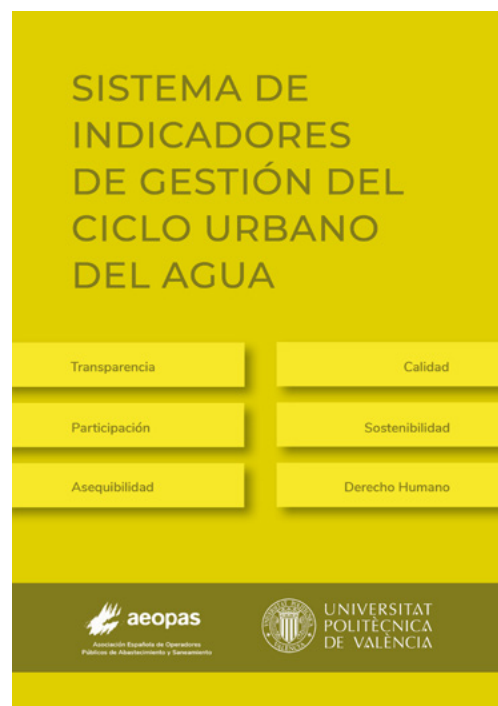 SISTEMA DE
INDICADORES
DE GESTIÓN DEL
CICLO URBANO
DEL AGUA
Transparencia
Calidad
Participación
Sostenibilidad
Asequibilidad
Derecho Humano
aeopas
Asociación Española de Operadores
Públicos de Abastecimiento y Saneamiento
UNIVERSITAT
POLITÈCNICA
DE VALÈNCIA